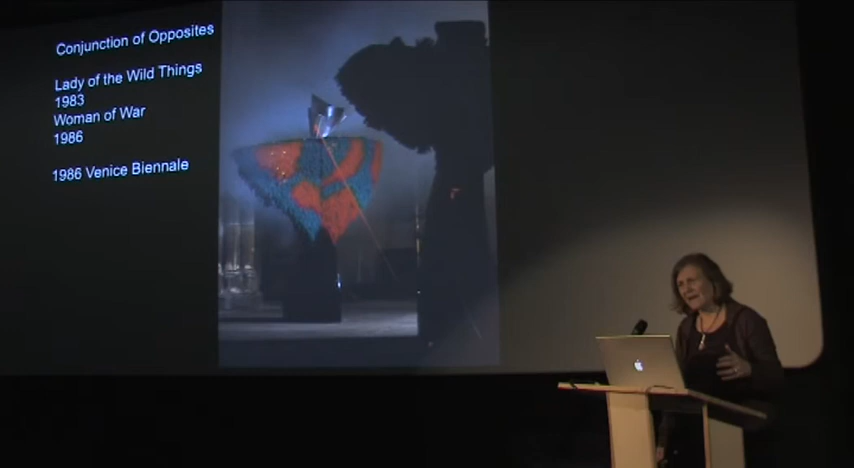 Conjunction of Opposites
Lady of the Wild Things
1983
Woman of War
1986
1986 Venice Biennale